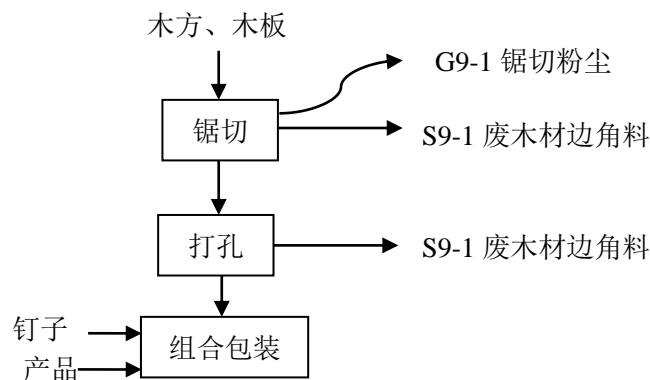 木方、木板
G9-1 锯切粉尘
锯切
S9-1 废木材边角料
打孔
S9-1 废木材边角料
钉子
组合包装
产品